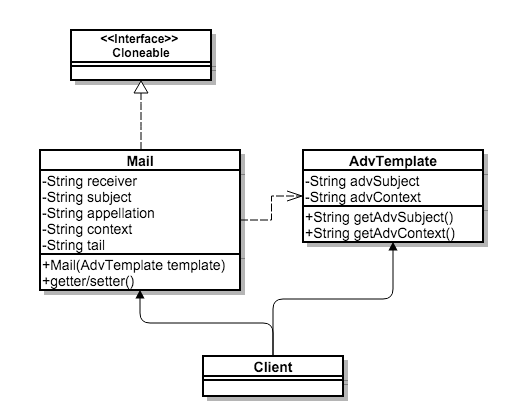 <<Interface>>
Cloneable
Mail
-String receiver
-String subject
-String appellation
-String context
-String tail
+Mail(AdvTemplate template)
+getter/setter()
AdvTemplate
-String advSubject
-String advContext
+String getAdvSubject()
+String getAdvContext()
Client